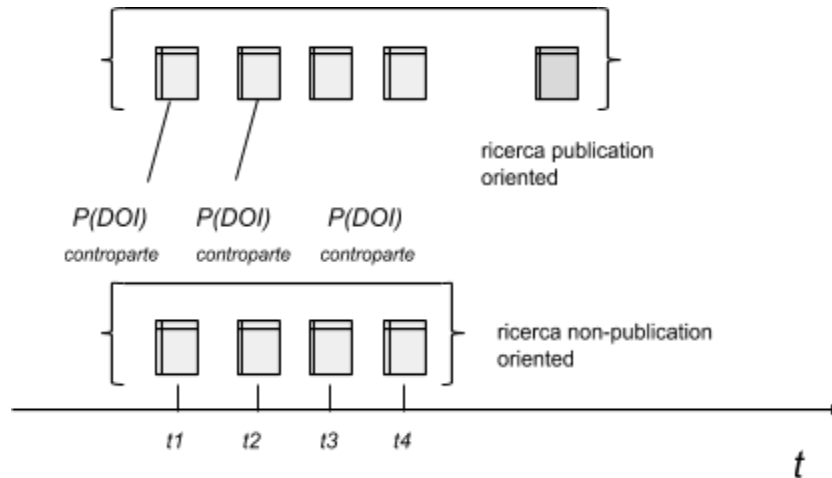 ricerca publication
oriented
P(DOI) P(DOI) P(DOI)
controparte controparte controparte
ricerca non-publication
oriented
t1 t2 t3 t4
t